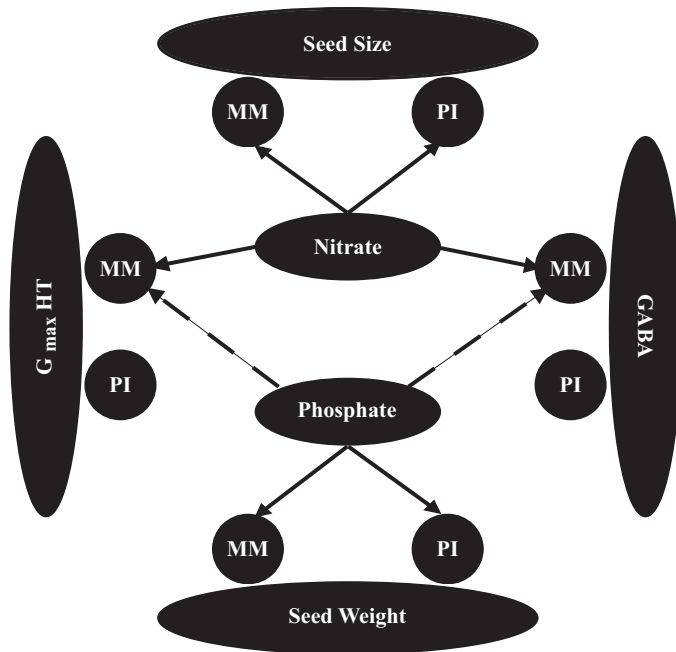 Seed Size
MM
PI
Nitrate
MM
MM
G max HT
GABA
PI
PI
Phosphate
MM
PI
Seed Weight